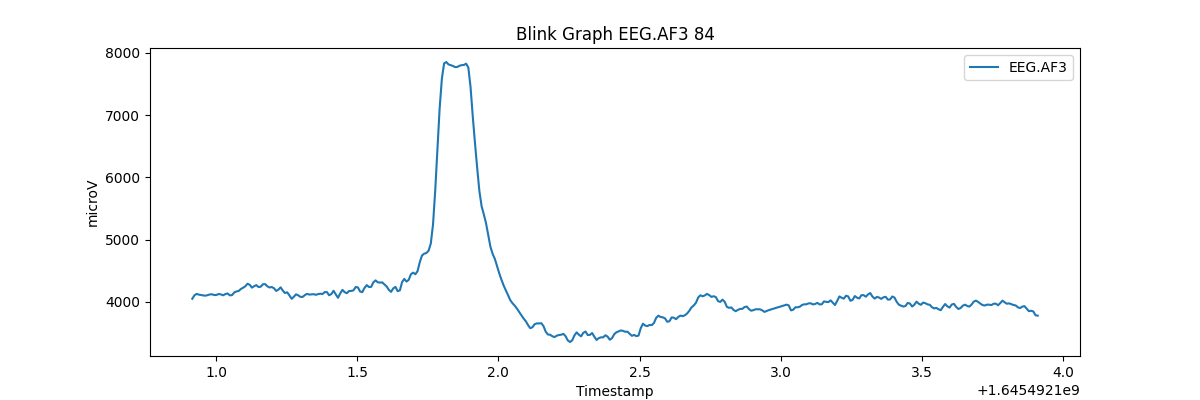 Blink Graph EEG.AF3 84
EEG.AF3
8000
7000
6000
5000
4000
microV
1.0 1.5 2.0 2.5 3.0 3.5 4.0
Timestamp
+1.6454921e9